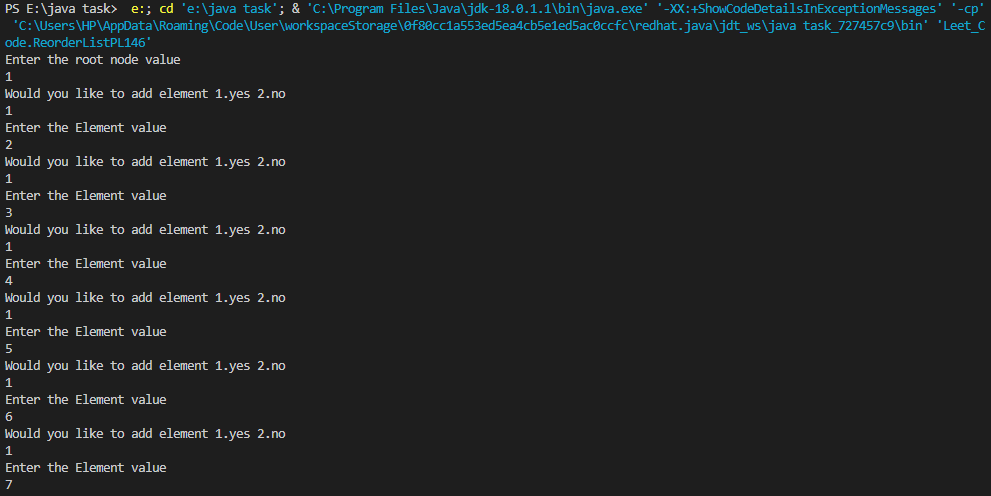 PS E:\java task>  e:; cd 'e:\java task'; & 'C:\Program Files\Java\jdk-18.0.1.1\bin\java.exe' '-XX:+ShowCodeDetailsInExceptionMessages' '-cp'
'C:\Users\HP\AppData\Roaming\Code\User\workspaceStorage\0f80cc1a553ed5ea4cb5e1ed5ac0ccfc\redhat.java\jdt_ws\java task_727457c9\bin' 'Leet_C
ode.ReorderListPL146'
Enter the root node value
1
Would you like to add element 1.yes 2.no
1
Enter the Element value
2
Would you like to add element 1.yes 2.no
1
Enter the Element value
3
Would you like to add element 1.yes 2.no
1
Enter the Element value
4
Would you like to add element 1.yes 2.no
1
Enter the Element value
5
Would you like to add element 1.yes 2.no
1
Enter the Element value
6
Would you like to add element 1.yes 2.no
1
Enter the Element value
7